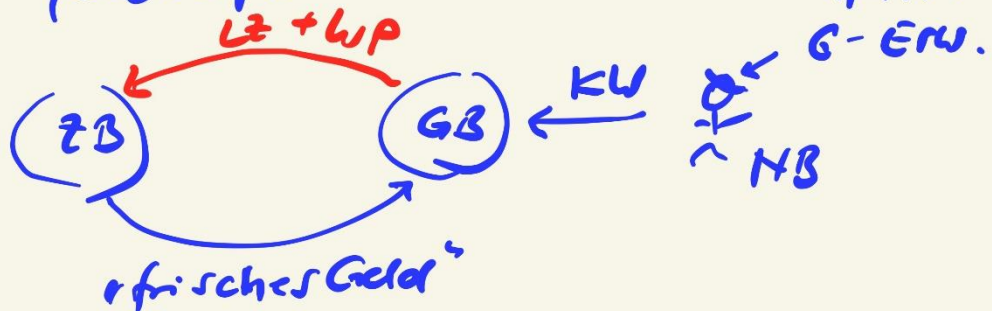 LZ + WP
G - Erw.
ZB
GB
KW
NB
"frisches Geld"